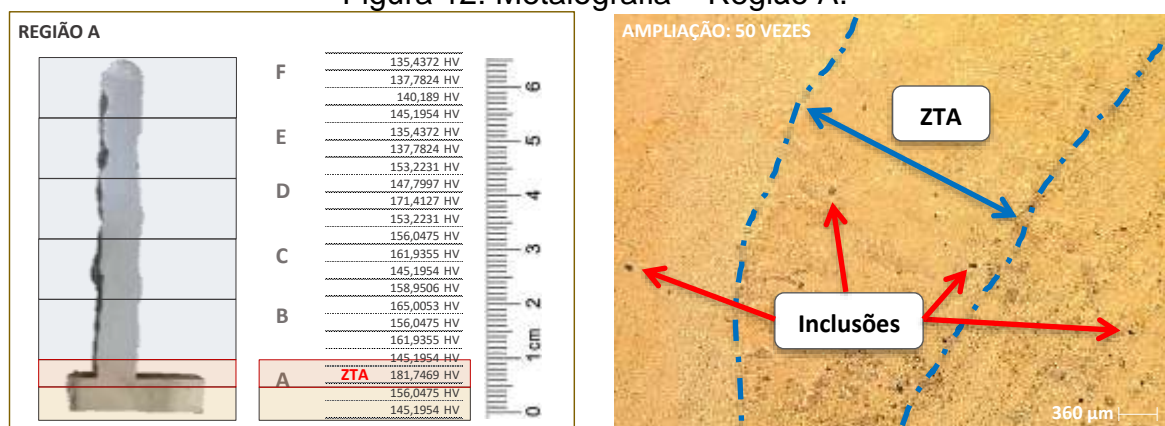 Figura 12: Metalografia – Região A.
REGIÃO A
F
135,4372 HV
137,7824 HV
140,189 HV
145,1954 HV
E
135,4372 HV
137,7824 HV
153,2231 HV
D
147,7997 HV
171,4127 HV
153,2231 HV
156,0475 HV
C
161,9355 HV
145,1954 HV
158,9506 HV
B
165,0053 HV
156,0475 HV
161,9355 HV
145,1954 HV
A
ZTA 181,7469 HV
156,0475 HV
145,1954 HV
6
5
4
3
2
1cm
0
AMPLIAÇÃO: 50 VEZES
ZTA
Inclusões
360 µm